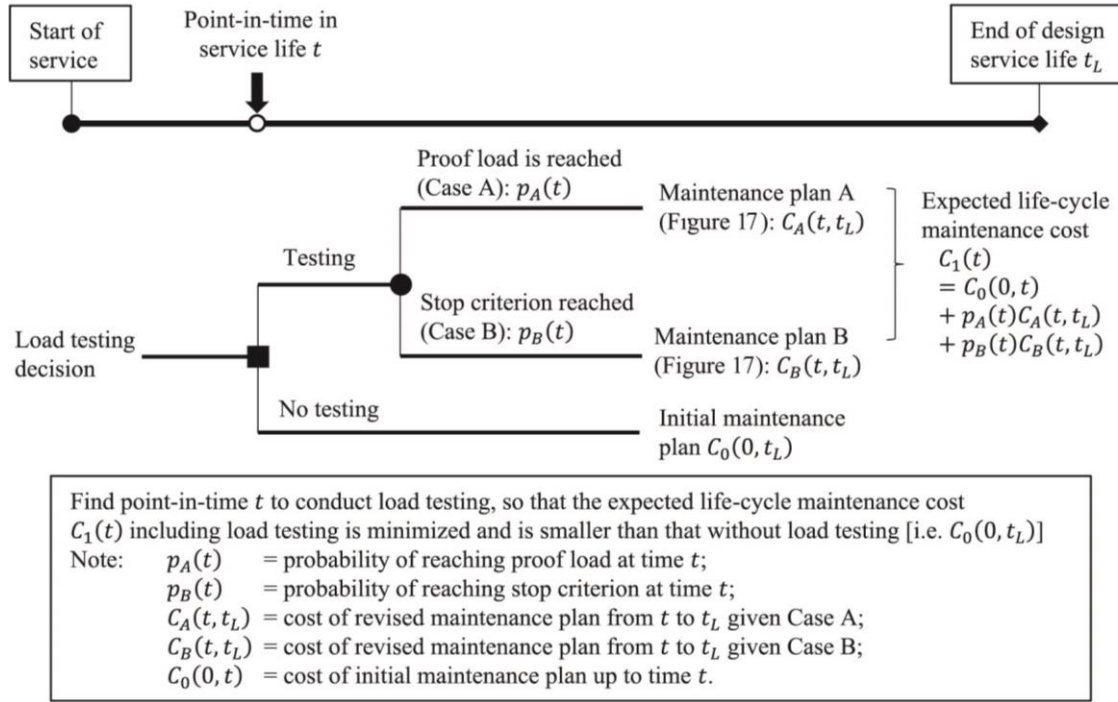 Start of
service
Point-in-time in
service life t
End of design
service life t_L
Proof load is reached
(Case A): p_A(t)
Maintenance plan A
(Figure 17): C_A(t, t_L)
Expected life-cycle
maintenance cost
C_1(t)
= C_0(0, t)
+ p_A(t)C_A(t, t_L)
+ p_B(t)C_B(t, t_L)
Testing
Stop criterion reached
(Case B): p_B(t)
Maintenance plan B
(Figure 17): C_B(t, t_L)
Load testing
decision
No testing
Initial maintenance
plan C_0(0, t_L)
Find point-in-time t to conduct load testing, so that the expected life-cycle maintenance cost
C_1(t) including load testing is minimized and is smaller than that without load testing [i.e. C_0(0, t_L)]
Note: p_A(t) = probability of reaching proof load at time t;
p_B(t) = probability of reaching stop criterion at time t;
C_A(t, t_L) = cost of revised maintenance plan from t to t_L given Case A;
C_B(t, t_L) = cost of revised maintenance plan from t to t_L given Case B;
C_0(0, t) = cost of initial maintenance plan up to time t.